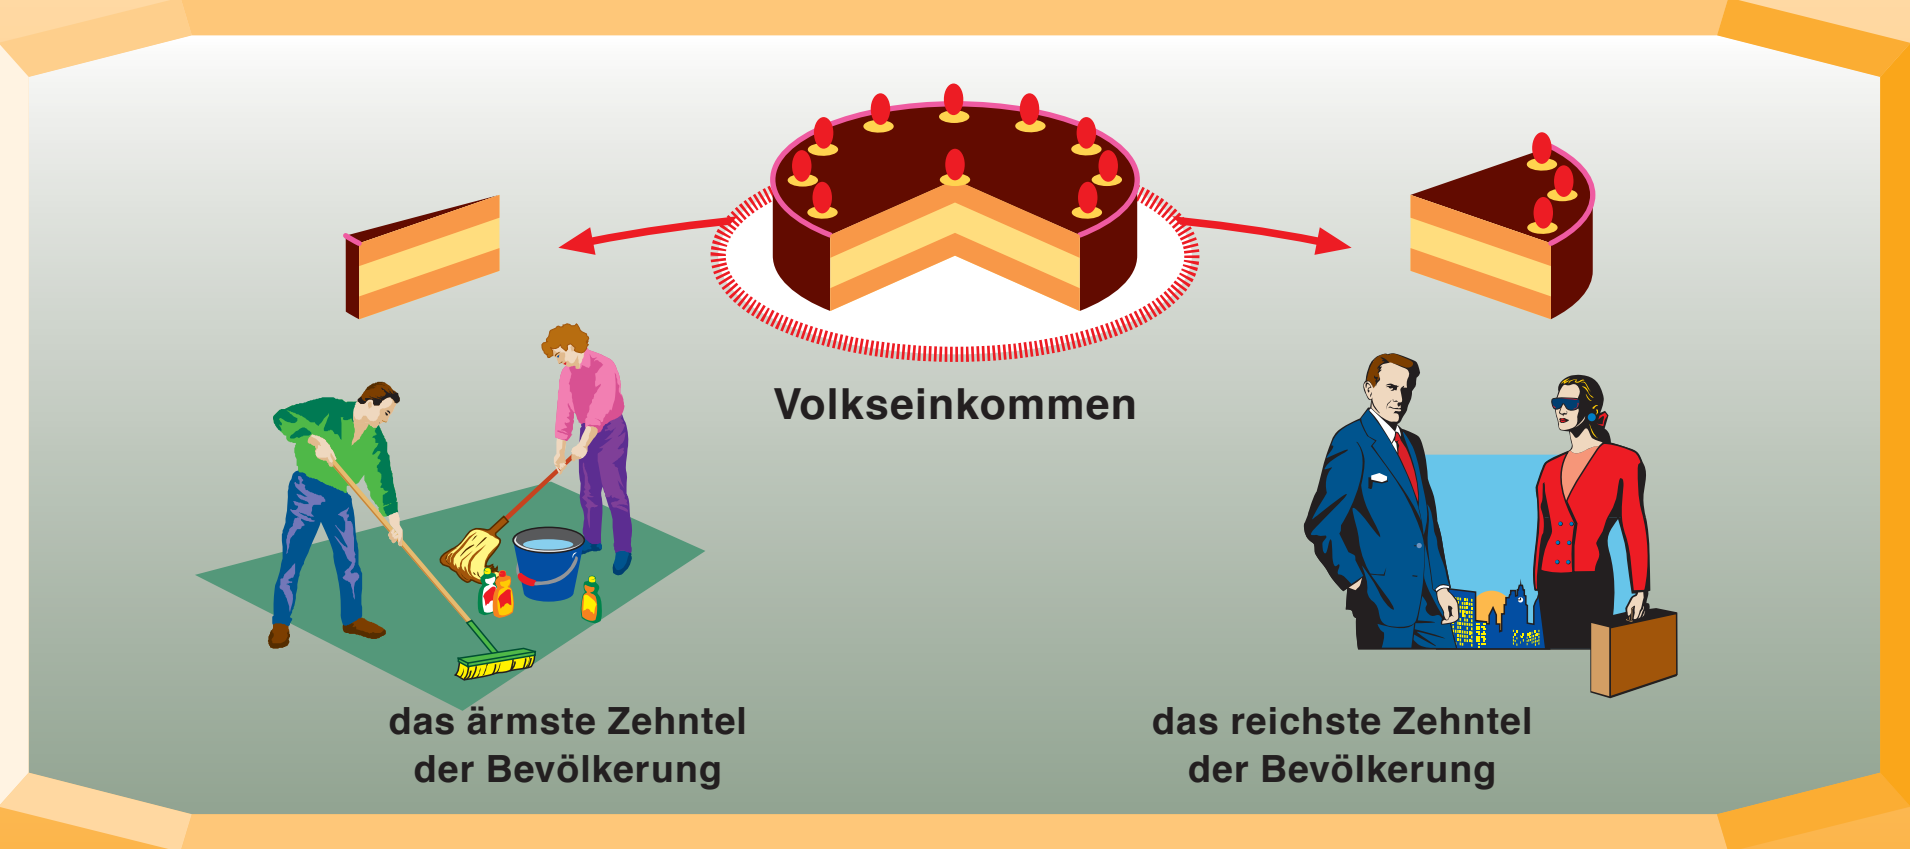 Volkseinkommen
das ärmste Zehntel
der Bevölkerung
das reichste Zehntel
der Bevölkerung